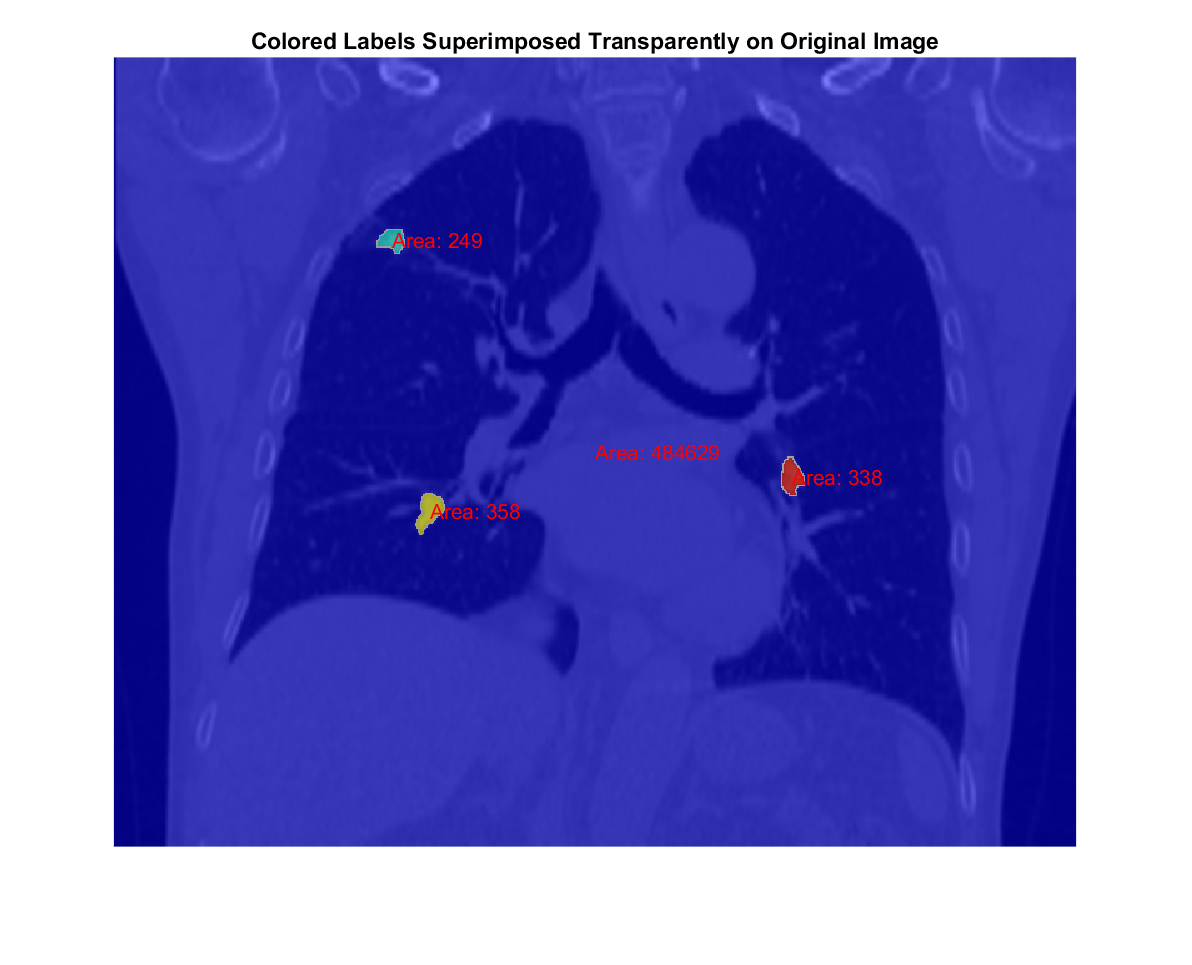 Colored Labels Superimposed Transparently on Original Image
Area: 249
Area: 484629
Area: 338
Area: 358